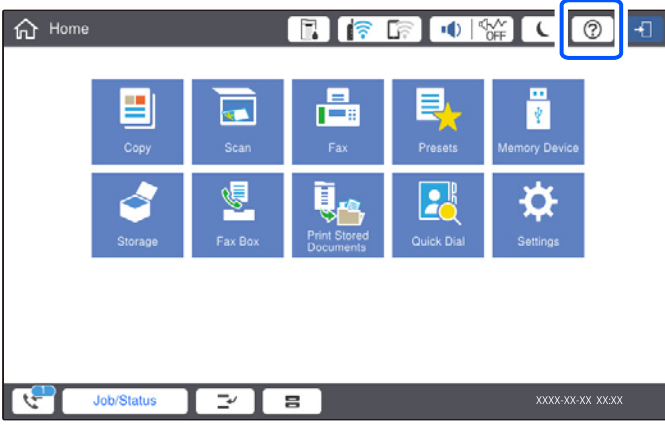 Home
OFF
Copy
Scan
Fax
Presets
Memory Device
Storage
Fax Box
Print Stored
Documents
Quick Dial
Settings
1
Job/Status
XXXX-XX-XX XX:XX